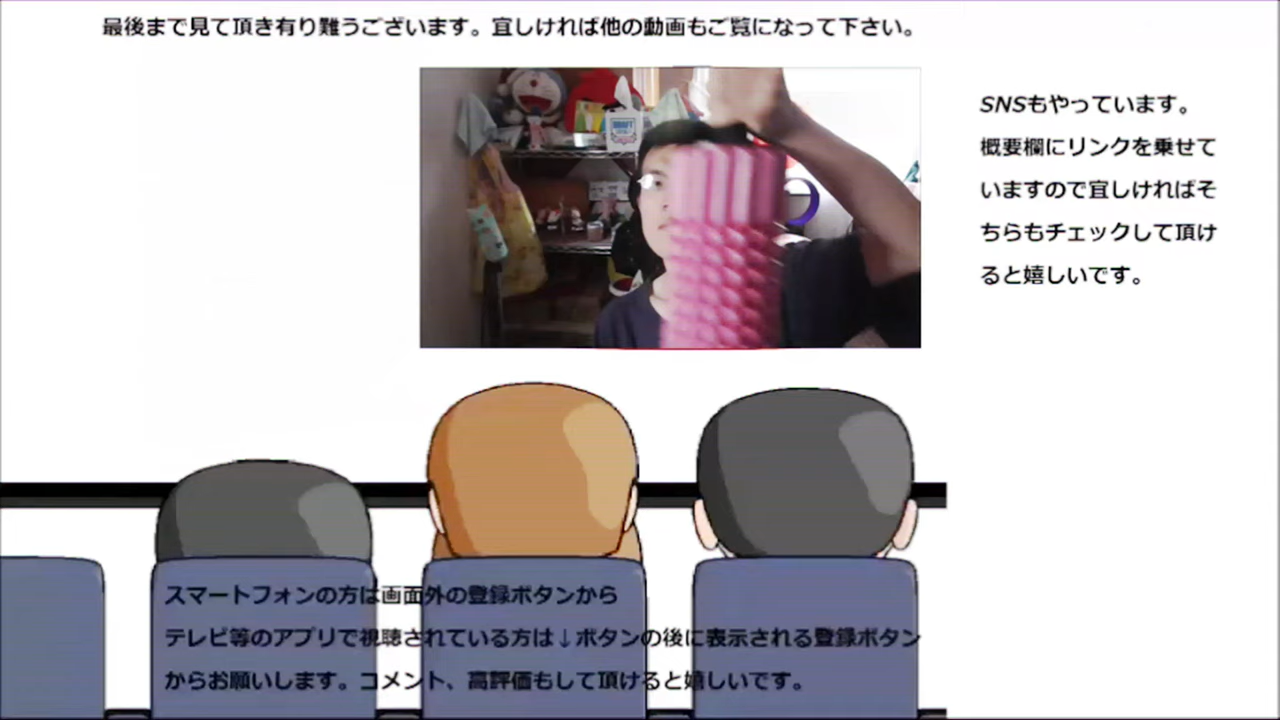 最後まで見て頂き有り難うございます。宜しければ他の動画もご覧になって下さい。
SNSもやっています。
概要欄にリンクを乗せて
いますので宜しければそ
ちらもチェックして頂け
ると嬉しいです。
スマートフォンの方は画面外の登録ボタンから
テレビ等のアプリで視聴されている方は↓ボタンの後に表示される登録ボタン
からお願いします。コメント、高評価もして頂けると嬉しいです。